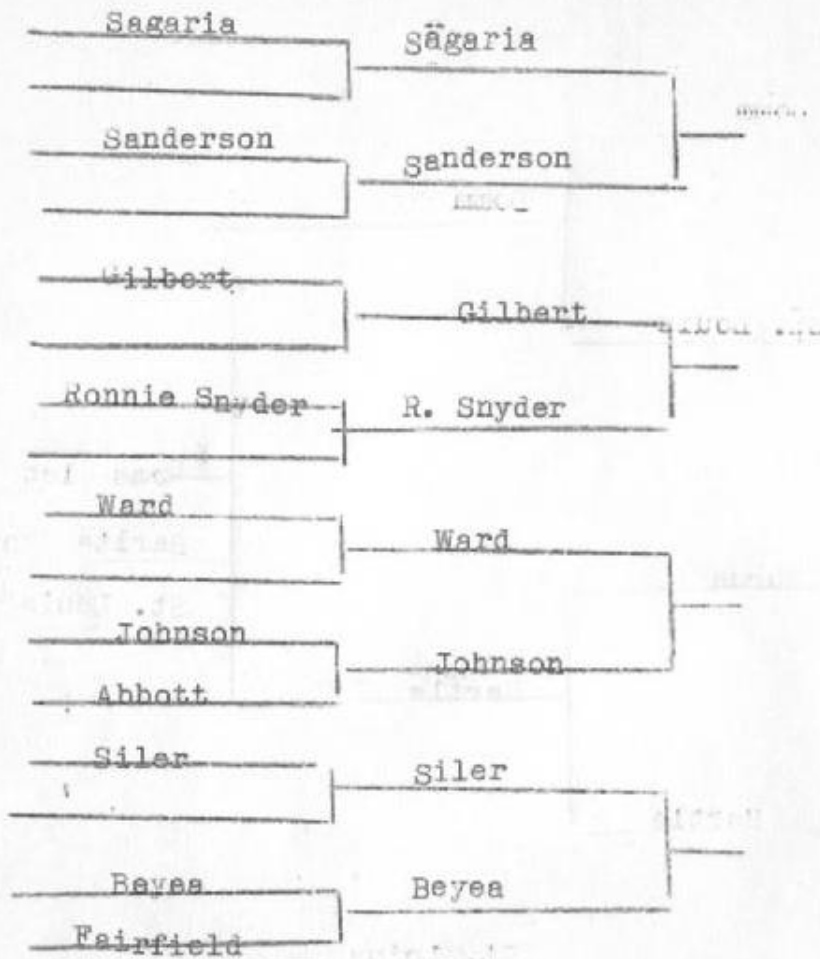 Sagaria
Sägaria
Sanderson
Sanderson
Gilbert
Gilbert
Ronnie Snyder
R. Snyder
Ward
Ward
Johnson
Johnson
Abbott
Siler
Siler
Beyea
Beyea
Fairfield